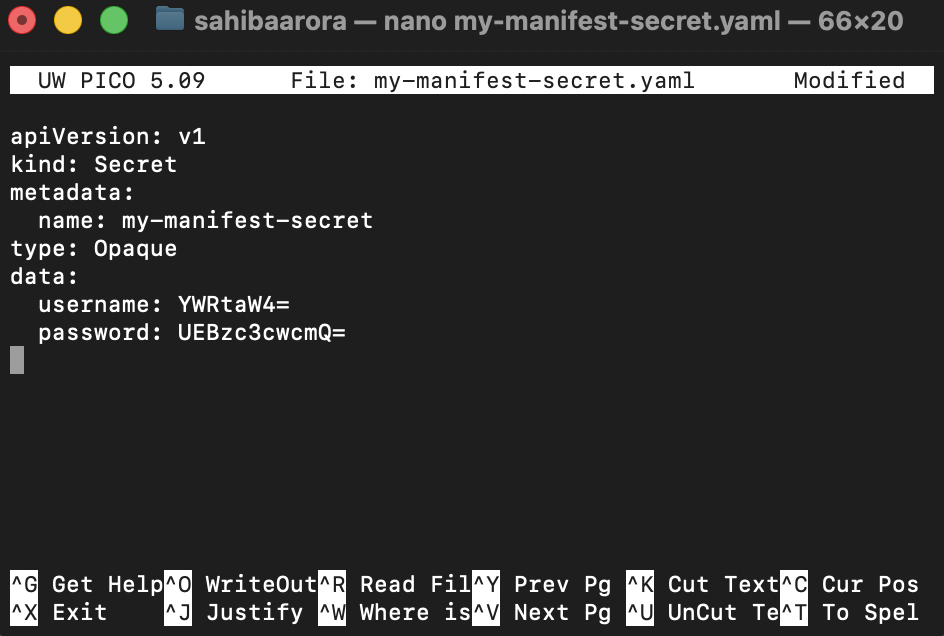 sahibaarora — nano my-manifest-secret.yaml — 66×20
UW PICO 5.09 File: my-manifest-secret.yaml Modified
apiVersion: v1
kind: Secret
metadata:
  name: my-manifest-secret
type: Opaque
data:
  username: YWRtaW4=
  password: UEBzc3cwcmQ=
^G Get Help^O WriteOut^R Read Fil^Y Prev Pg ^K Cut Text^C Cur Pos
^X Exit ^J Justify ^W Where is^V Next Pg ^U UnCut Te^T To Spel